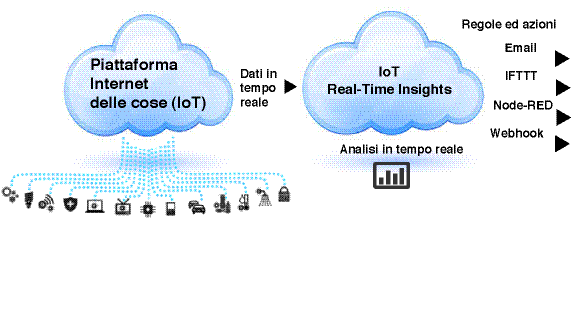 Piattaforma
Internet
delle cose (IoT)
Dati in
tempo
reale
IoT
Real-Time Insights
Analisi in tempo reale
Regole ed azioni
Email
IFTTT
Node-RED
Webhook